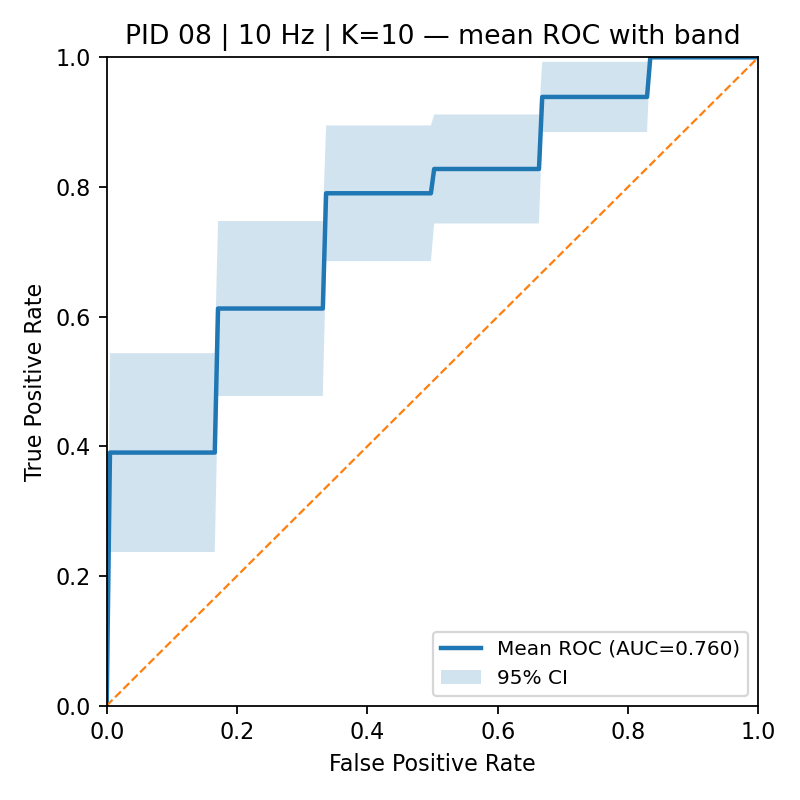 PID 08 | 10 Hz | K=10 — mean ROC with band
1.0
0.8
0.6
0.4
0.2
0.0
True Positive Rate
Mean ROC (AUC=0.760)
95% CI
0.0 0.2 0.4 0.6 0.8 1.0
False Positive Rate